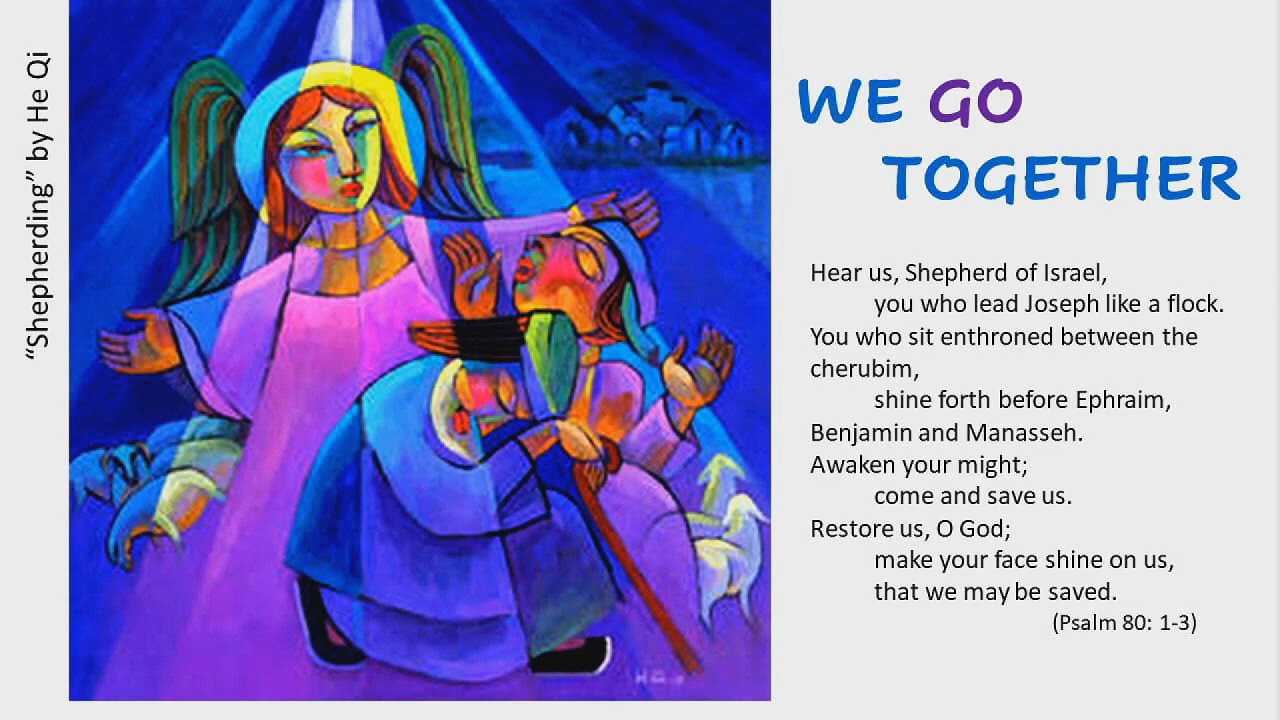 “Shepherding” by He Qi
WE GO
TOGETHER
Hear us, Shepherd of Israel,
you who lead Joseph like a flock.
You who sit enthroned between the
cherubim,
shine forth before Ephraim,
Benjamin and Manasseh.
Awaken your might;
come and save us.
Restore us, O God;
make your face shine on us,
that we may be saved.
(Psalm 80: 1-3)